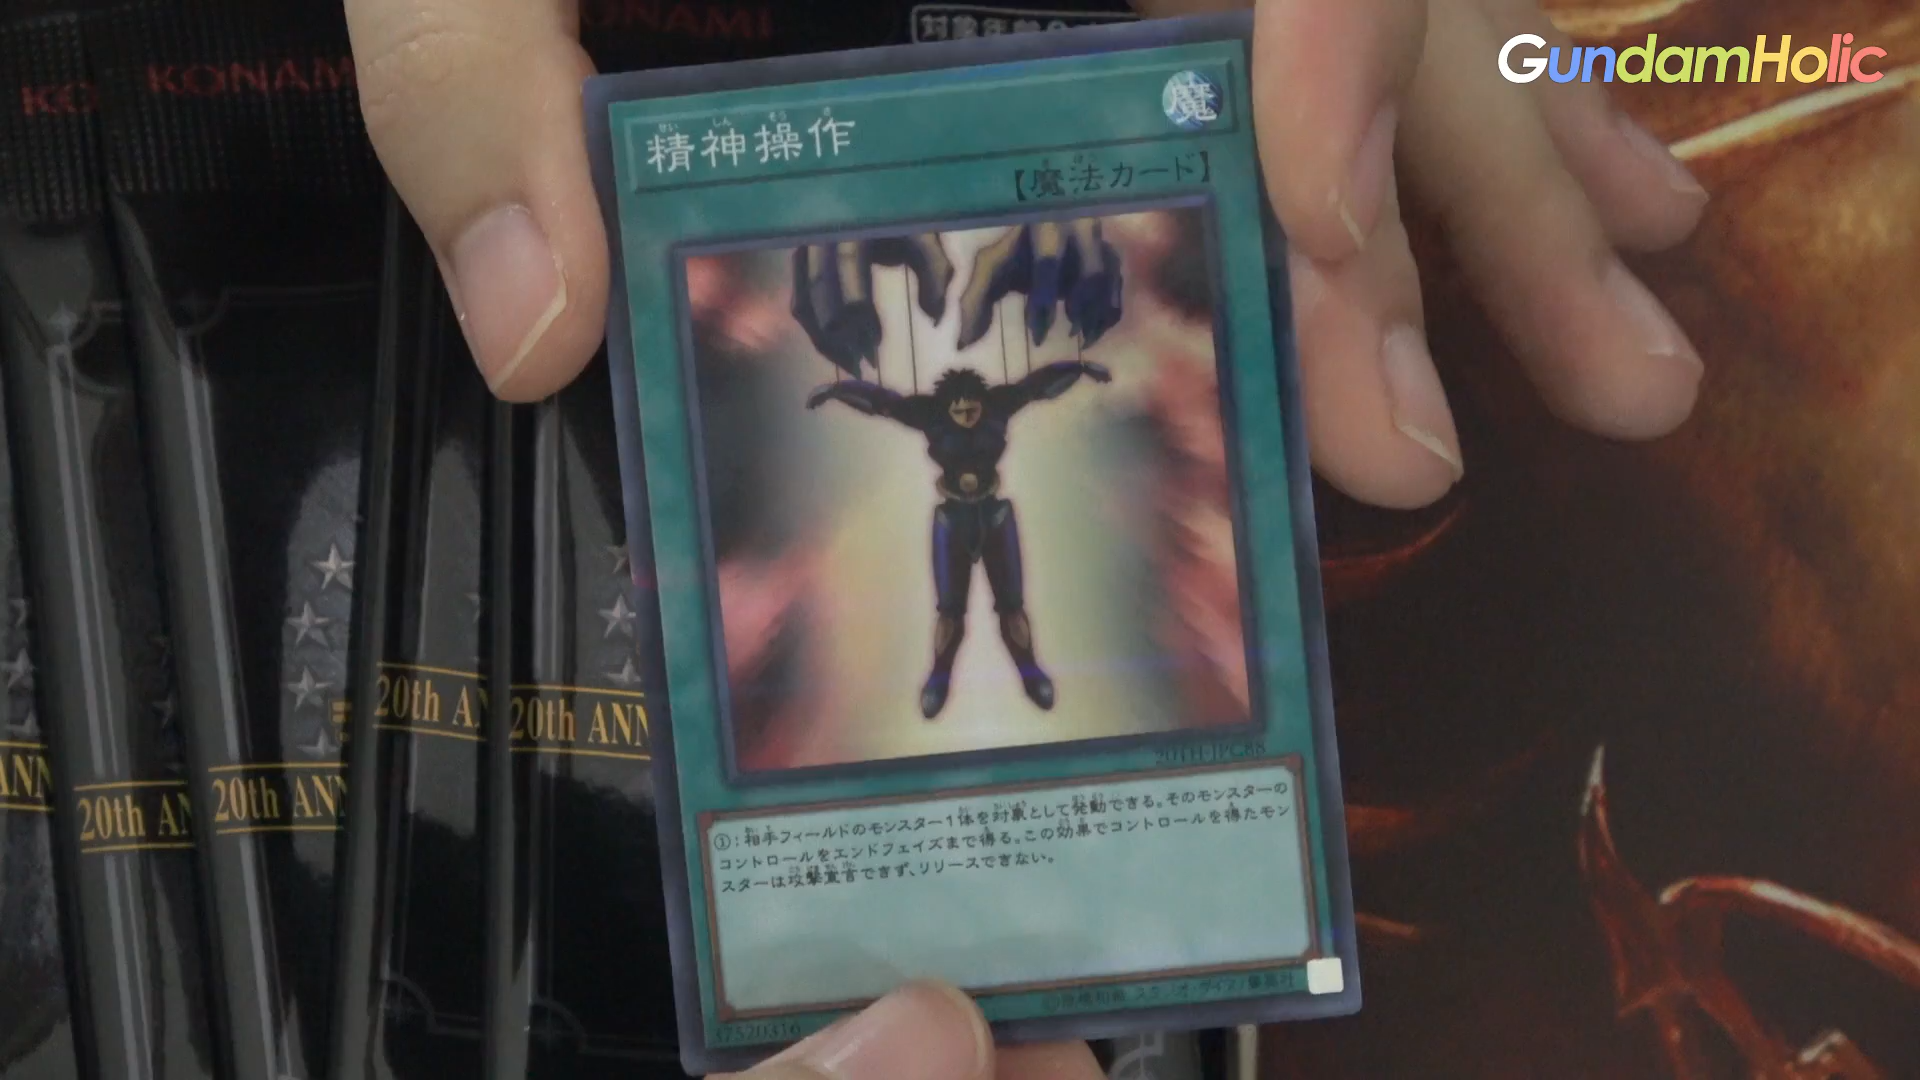 KONAMI
KONAMI
GundamHolic
精神操作
魔
【魔法カード】
20TH-JPC88
①:相手フィールドのモンスター1体を対象として発動できる。そのモンスターの
コントロールをエンドフェイズまで得る。この効果でコントロールを得たモン
スターは攻撃宣言できず、リリースできない。
37520316
20th ANN
20th ANN
20th AN
20th ANN
ANN